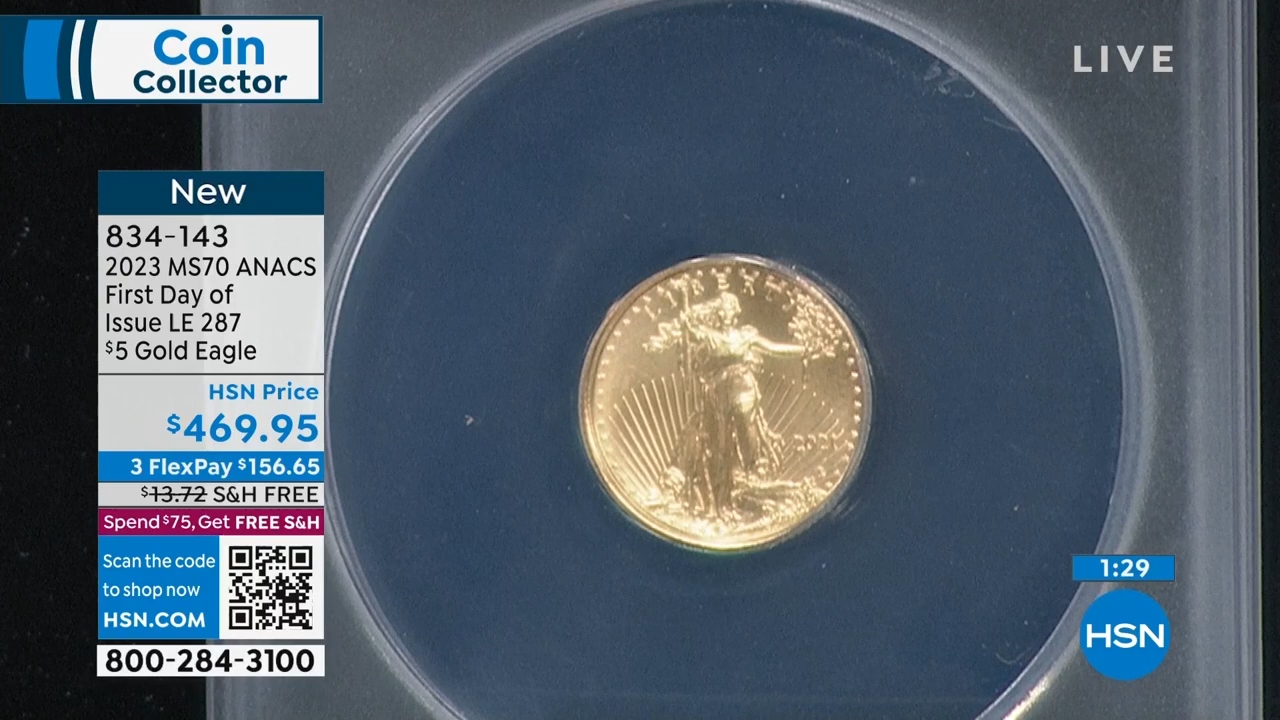 Coin
Collector
LIVE
New
834-143
2023 MS70 ANACS
First Day of
Issue LE 287
$5 Gold Eagle
HSN Price
$469.95
3 FlexPay $156.65
$13.72 S&H FREE
Spend $75, Get FREE S&H
Scan the code
to shop now
HSN.COM
800-284-3100
LIBERTY
1:29
HSN